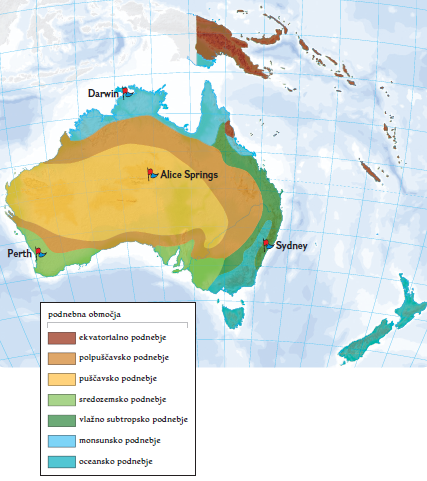 Darwin
Alice Springs
Sydney
Perth
podnebna območja
ekvatorialno podnebje
polpuščavsko podnebje
puščavsko podnebje
sredozemsko podnebje
vlažno subtropsko podnebje
monsunsko podnebje
oceansko podnebje